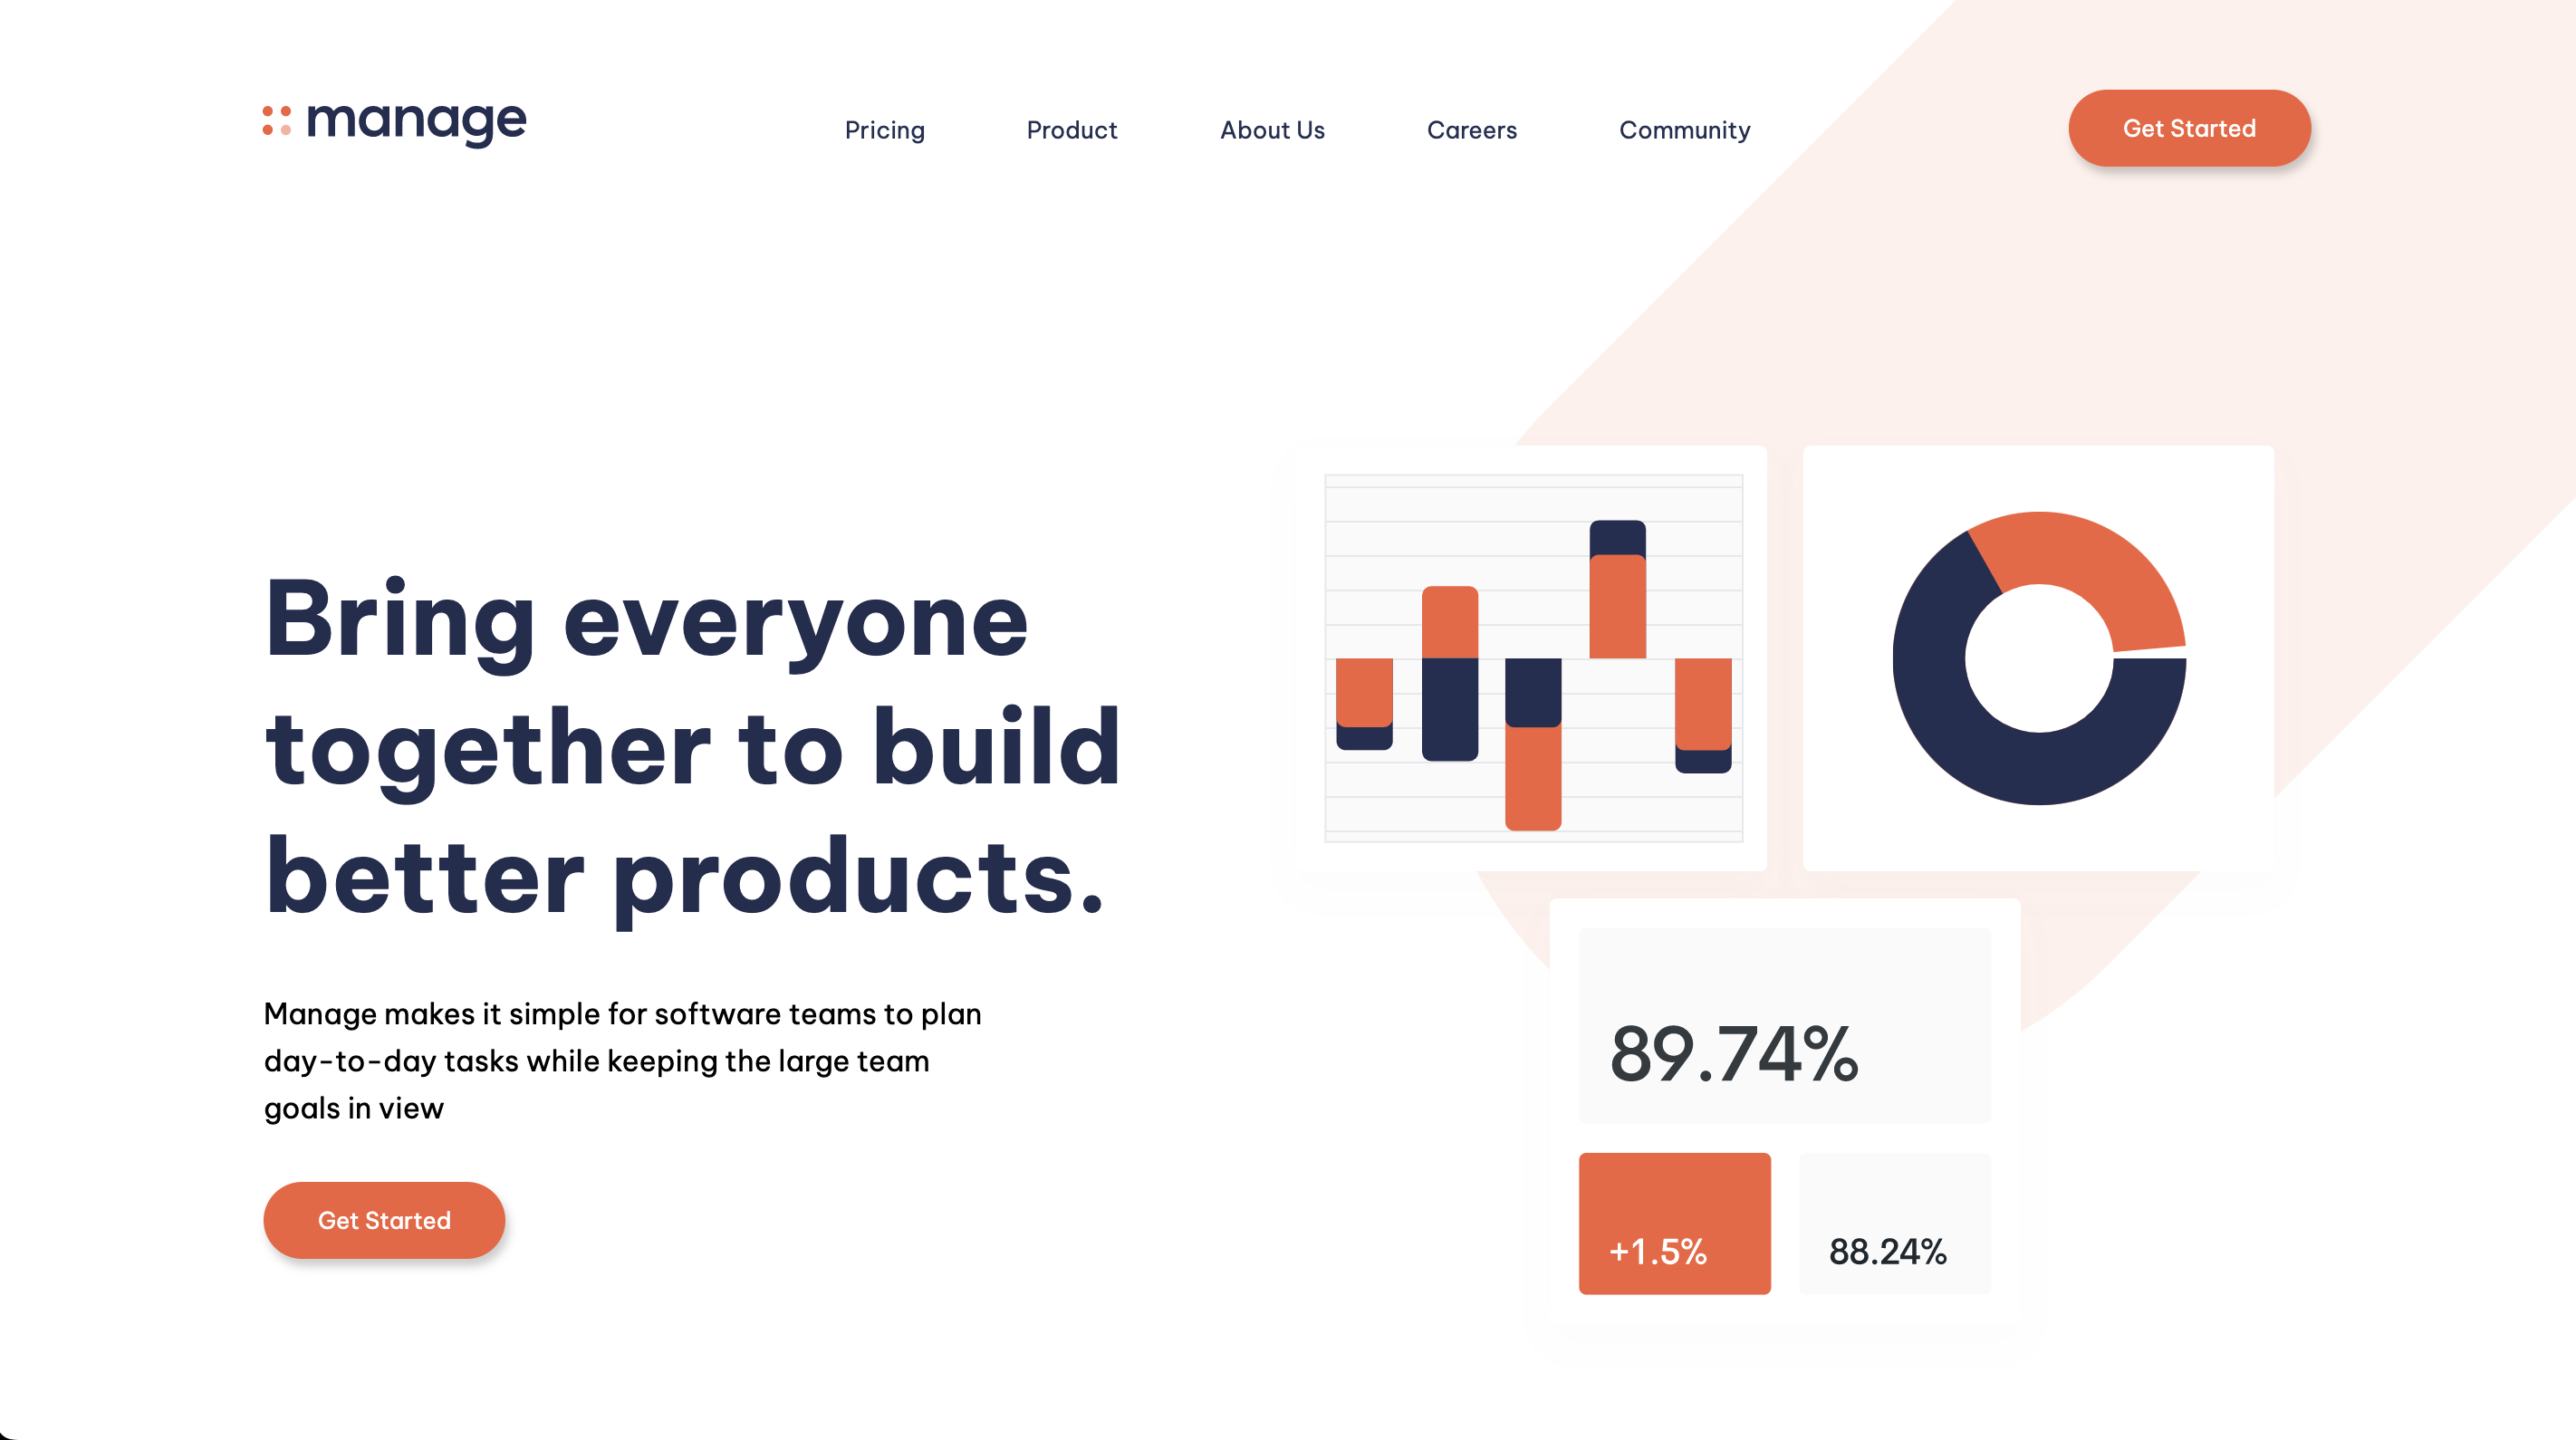 manage
Pricing
Product
About Us
Careers
Community
Get Started
Bring everyone
together to build
better products.
Manage makes it simple for software teams to plan
day-to-day tasks while keeping the large team
goals in view
Get Started
89.74%
+1.5%
88.24%